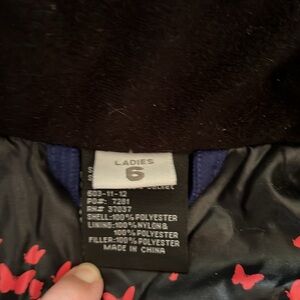 LADIES
6
603-11-12
PO#: 7281
RN# 37037
SHELL:100% POLYESTER
LINING:100% NYLON &
100% POLYESTER
FILLER:100% POLYESTER
MADE IN CHINA